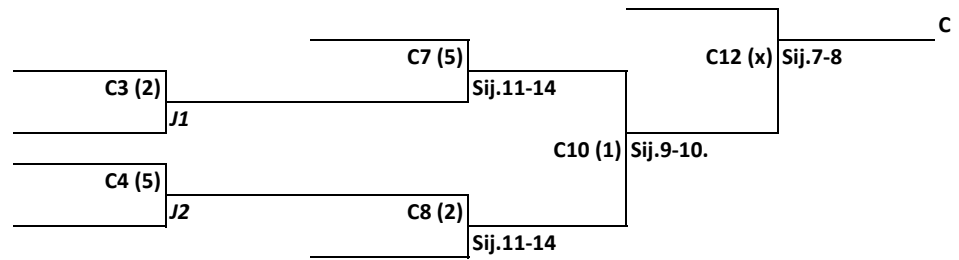 C
C7 (5)
C12 (x) Sij.7-8
C3 (2)
Sij.11-14
J1
C10 (1) Sij.9-10.
C4 (5)
J2
C8 (2)
Sij.11-14